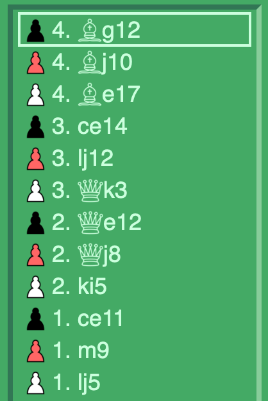 4. ♗g12
4. ♗j10
4. ♗e17
3. ce14
3. lj12
3. ♕k3
2. ♕e12
2. ♕j8
2. ki5
1. ce11
1. m9
1. lj5